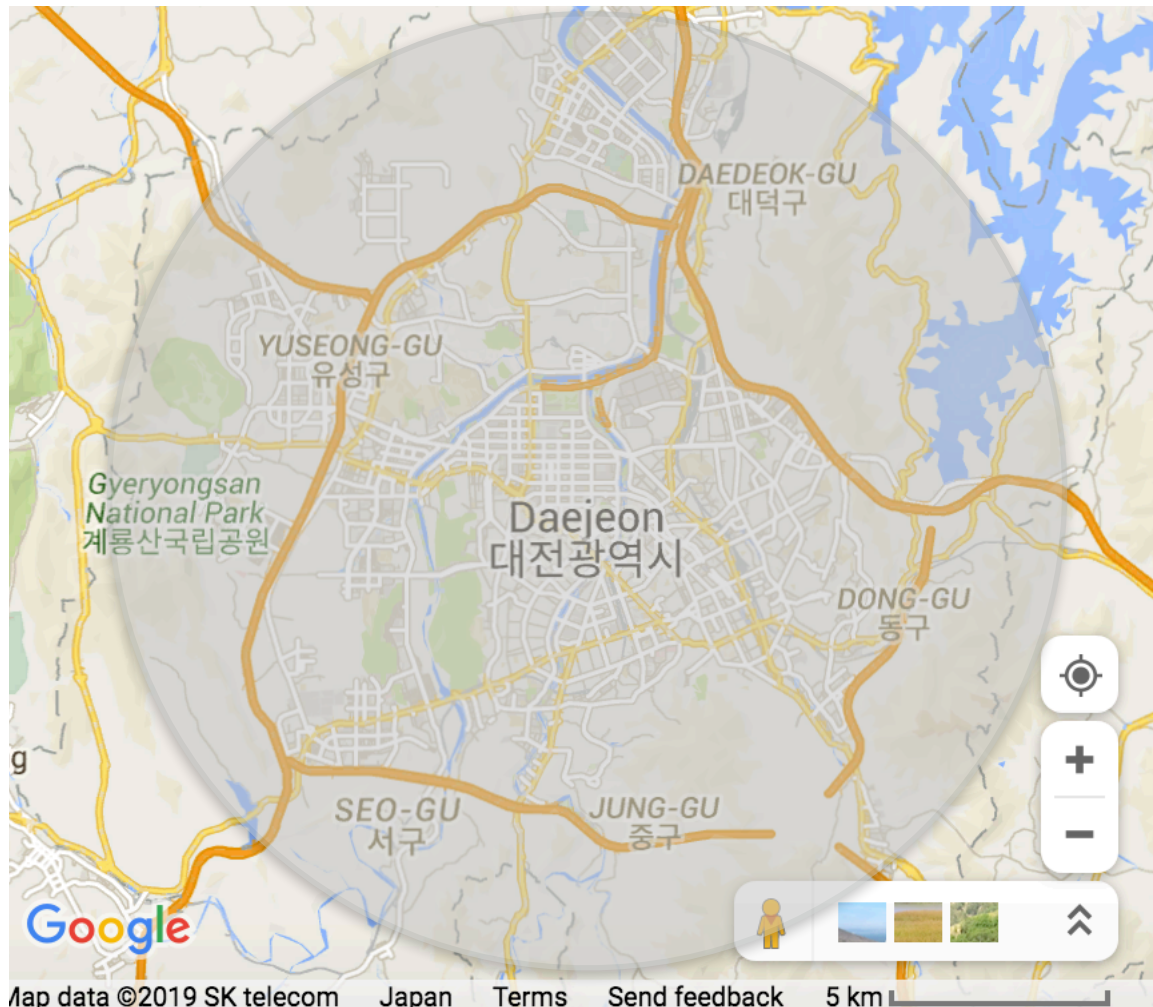 DAEDEOK-GU
대덕구
YUSEONG-GU
유성구
Gyeryongsan
National Park
계룡산국립공원
Daejeon
대전광역시
DONG-GU
동구
g
SEO-GU
서구
JUNG-GU
중구
Google
Map data ©2019 SK telecom Japan Terms Send feedback 5 km